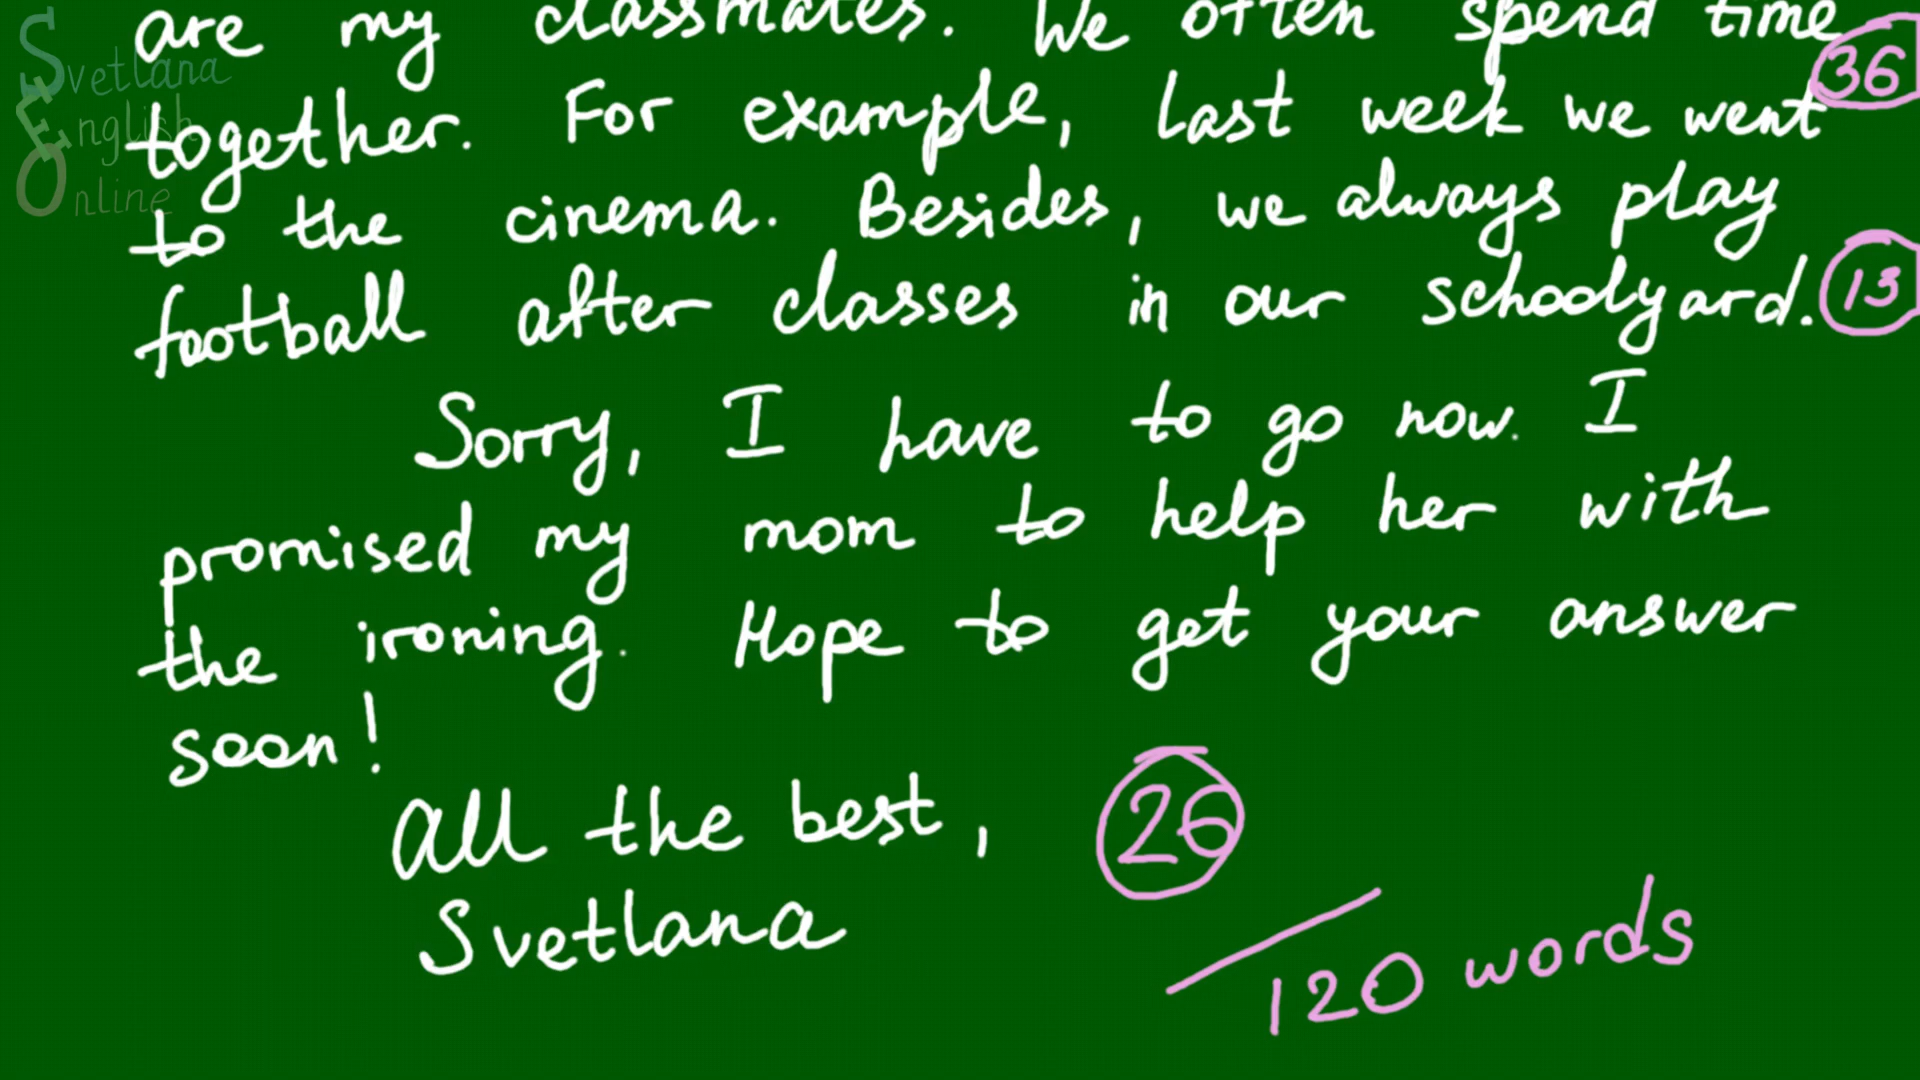 Svetlana
English
Online
are my classmates. We often spend time
36
together. For example, last week we went
to the cinema. Besides, we always play
football after classes in our schoolyard.
13
Sorry, I have to go now. I
promised my mom to help her with
the ironing. Hope to get your answer
soon!
All the best,
26
Svetlana
120 words